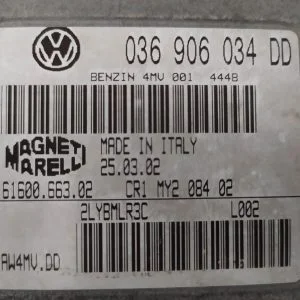 VW
036 906 034 DD
BENZIN 4MV 001 4448
MAGNETI
MARELLI
MADE IN ITALY
25.03.02
61600.663.02 CR1 MY2 084 02
2LYBMLR3C L002
AW4MV.DD